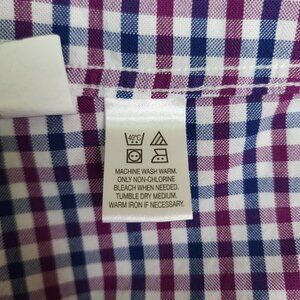 40°C
MACHINE WASH WARM.
ONLY NON-CHLORINE
BLEACH WHEN NEEDED.
TUMBLE DRY MEDIUM.
WARM IRON IF NECESSARY.